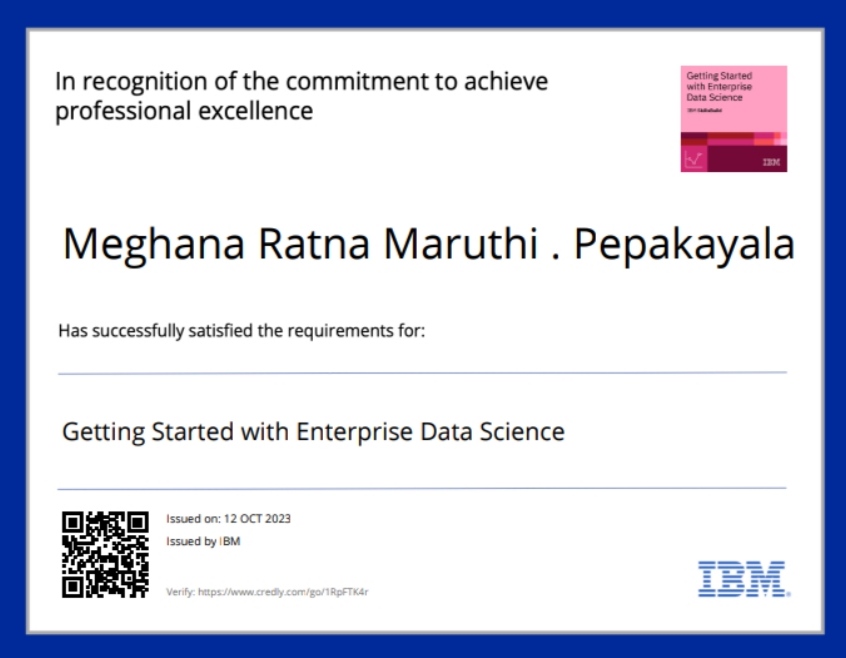 In recognition of the commitment to achieve
professional excellence
Getting Started
with Enterprise
Data Science
IBM
Meghana Ratna Maruthi . Pepakayala
Has successfully satisfied the requirements for:
Getting Started with Enterprise Data Science
Issued on: 12 OCT 2023
Issued by IBM
Verify: https://www.credly.com/go/1RpFTK4r
IBM